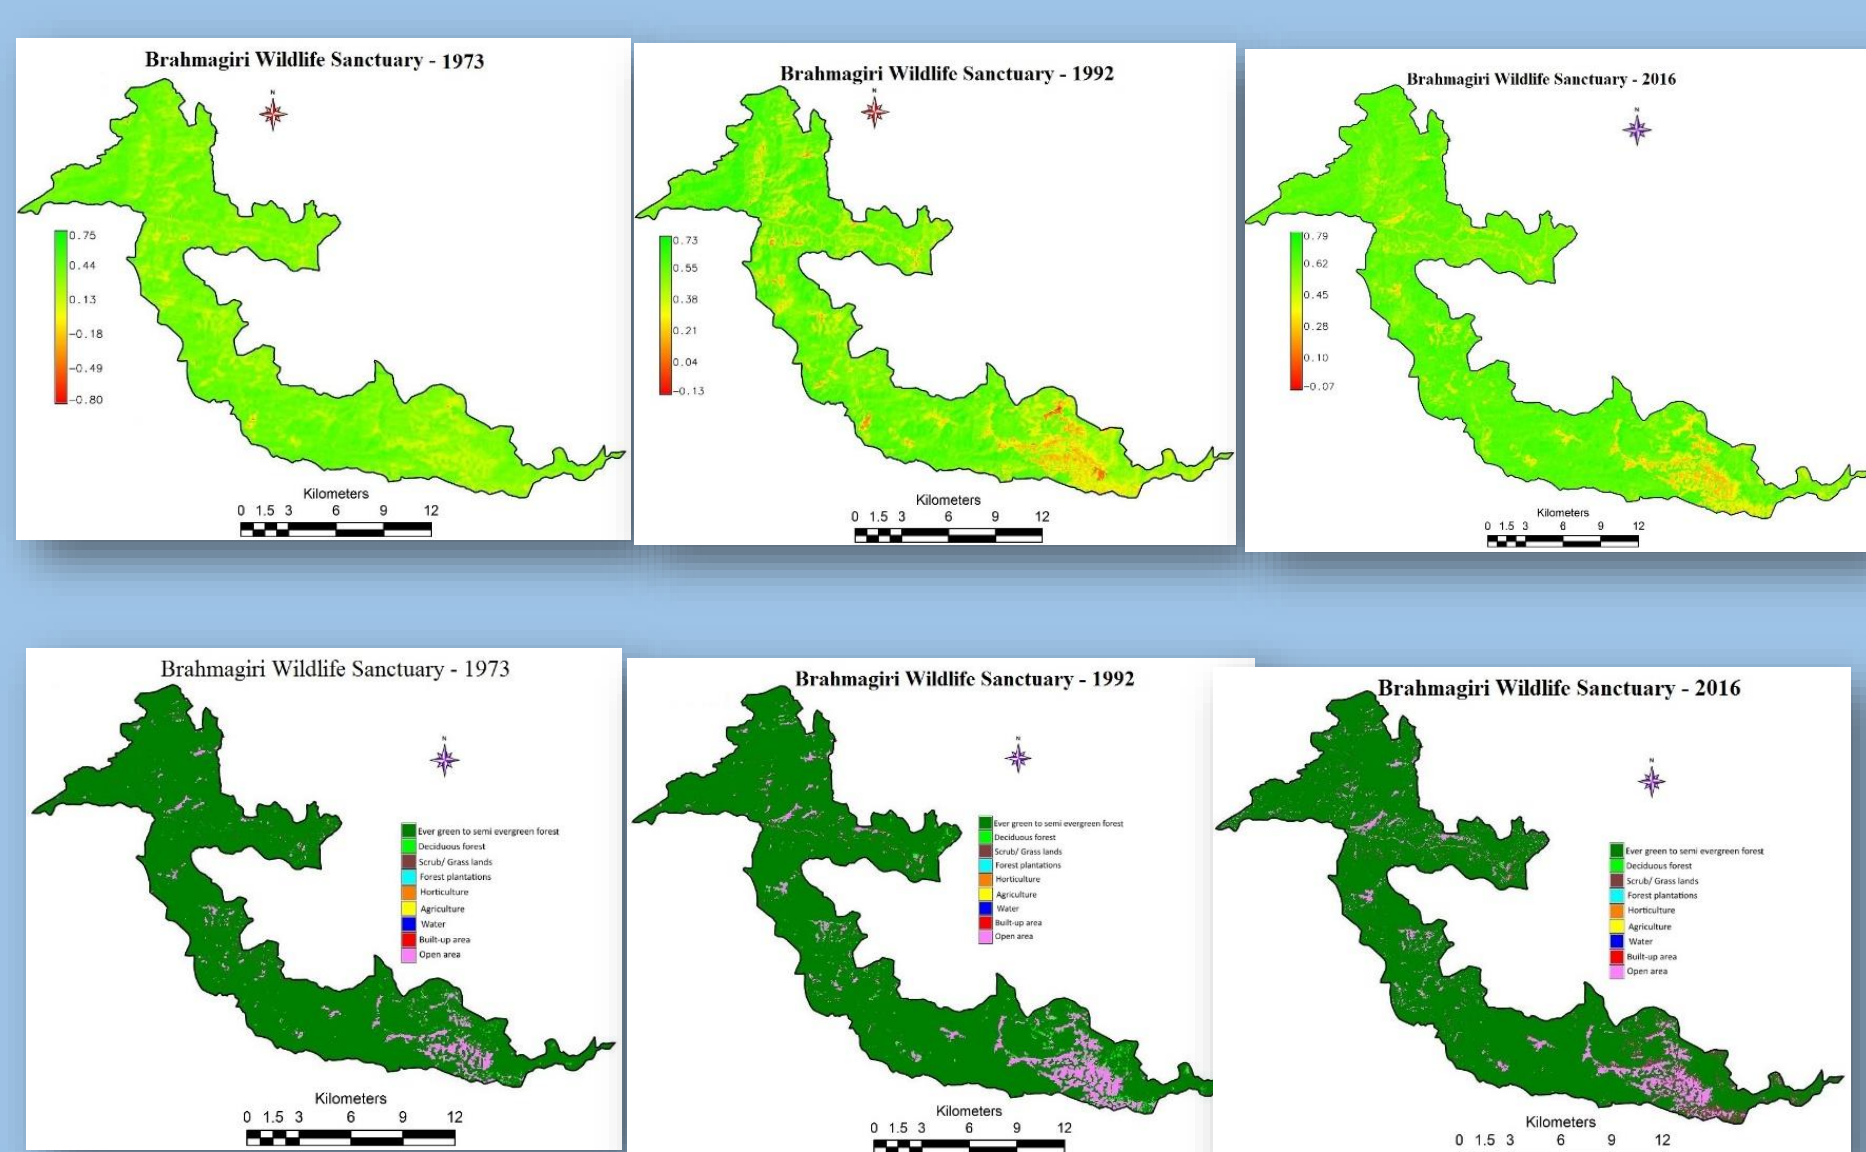 Brahmagiri Wildlife Sanctuary - 1973
N
0.75
0.44
0.13
-0.18
-0.49
-0.80
Kilometers
0 1.5 3 6 9 12
Brahmagiri Wildlife Sanctuary - 1992
N
0.73
0.55
0.38
0.21
0.04
-0.13
Kilometers
0 1.5 3 6 9 12
Brahmagiri Wildlife Sanctuary - 2016
N
0.79
0.62
0.45
0.28
0.10
-0.07
Kilometers
0 1.5 3 6 9 12
Brahmagiri Wildlife Sanctuary - 1973
N
Ever green to semi evergreen forest
Deciduous forest
Scrub/ Grass lands
Forest plantations
Horticulture
Agriculture
Water
Built-up area
Open area
Kilometers
0 1.5 3 6 9 12
Brahmagiri Wildlife Sanctuary - 1992
N
Ever green to semi evergreen forest
Deciduous forest
Scrub/ Grass lands
Forest plantations
Horticulture
Agriculture
Water
Built-up area
Open area
Kilometers
0 1.5 3 6 9 12
Brahmagiri Wildlife Sanctuary - 2016
N
Ever green to semi evergreen forest
Deciduous forest
Scrub/ Grass lands
Forest plantations
Horticulture
Agriculture
Water
Built-up area
Open area
Kilometers
0 1.5 3 6 9 12